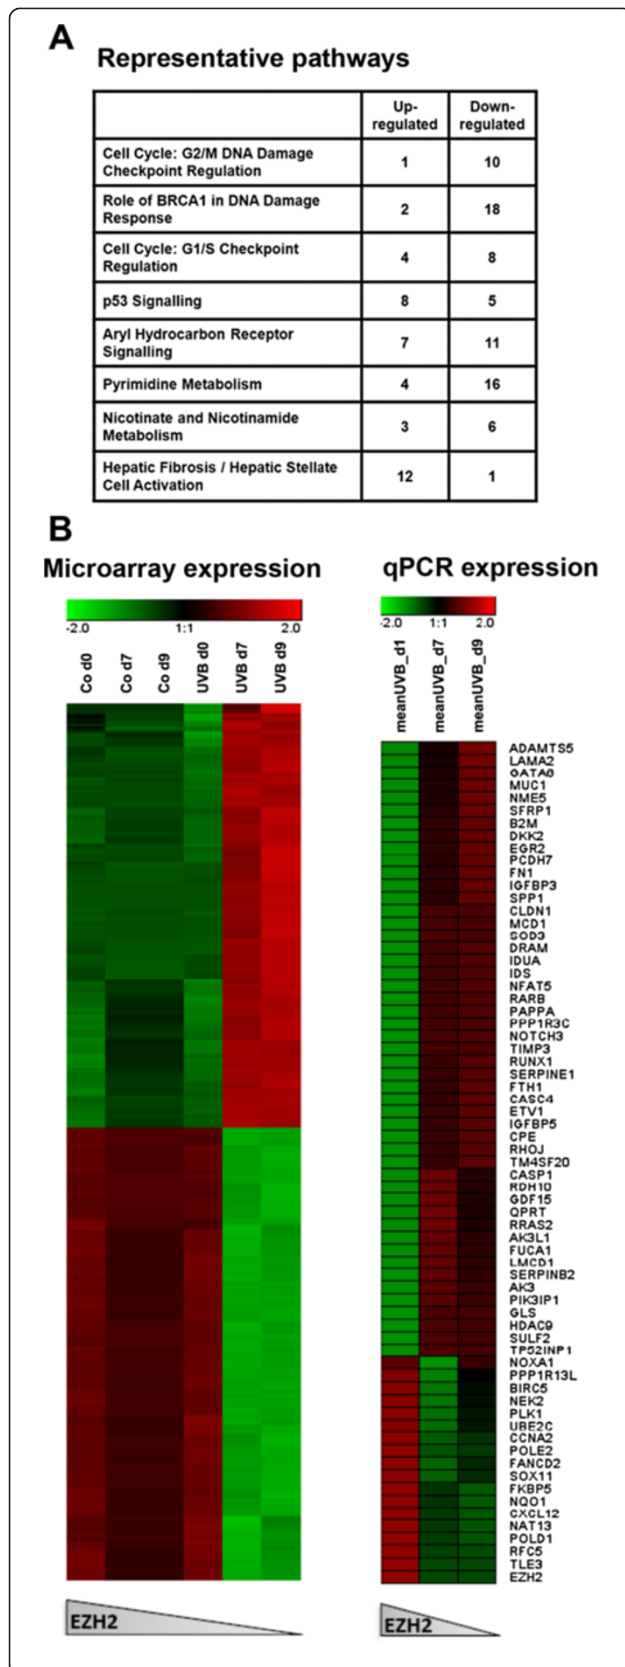 A
Representative pathways
Up-
regulated
Down-
regulated
Cell Cycle: G2/M DNA Damage
Checkpoint Regulation
1
10
Role of BRCA1 in DNA Damage
Response
2
18
Cell Cycle: G1/S Checkpoint
Regulation
4
8
p53 Signalling
8
5
Aryl Hydrocarbon Receptor
Signalling
7
11
Pyrimidine Metabolism
4
16
Nicotinate and Nicotinamide
Metabolism
3
6
Hepatic Fibrosis / Hepatic Stellate
Cell Activation
12
1
B
Microarray expression
-2.0
1:1
2.0
Co d0
Co d7
Co d9
UVB d0
UVB d7
UVB d9
EZH2
qPCR expression
-2.0
1:1
2.0
meanUVB_d1
meanUVB_d7
meanUVB_d9
ADAMTS5
LAMA2
GATA6
MUC1
NME5
SFRP1
B2M
DKK2
EGR2
PCDH7
FN1
IGFBP3
SPP1
CLDN1
MCD1
SOD3
DRAM
IDUA
IDS
NFAT5
RARB
PAPPA
PPP1R3C
NOTCH3
TIMP3
RUNX1
SERPINE1
FTH1
CASC4
ETV1
IGFBP5
CPE
RHOJ
TM4SF20
CASP1
RDH10
GDF15
QPRT
RRAS2
AK3L1
FUCA1
LMCD1
SERPINB2
AK3
PIK3IP1
GLS
HDAC9
SULF2
TP52INP1
NOXA1
PPP1R13L
BIRC5
NEK2
PLK1
UBE2C
CCNA2
POLE2
FANCD2
SOX11
FKBP5
NQO1
CXCL12
NAT13
POLD1
RFC5
TLE3
EZH2
EZH2